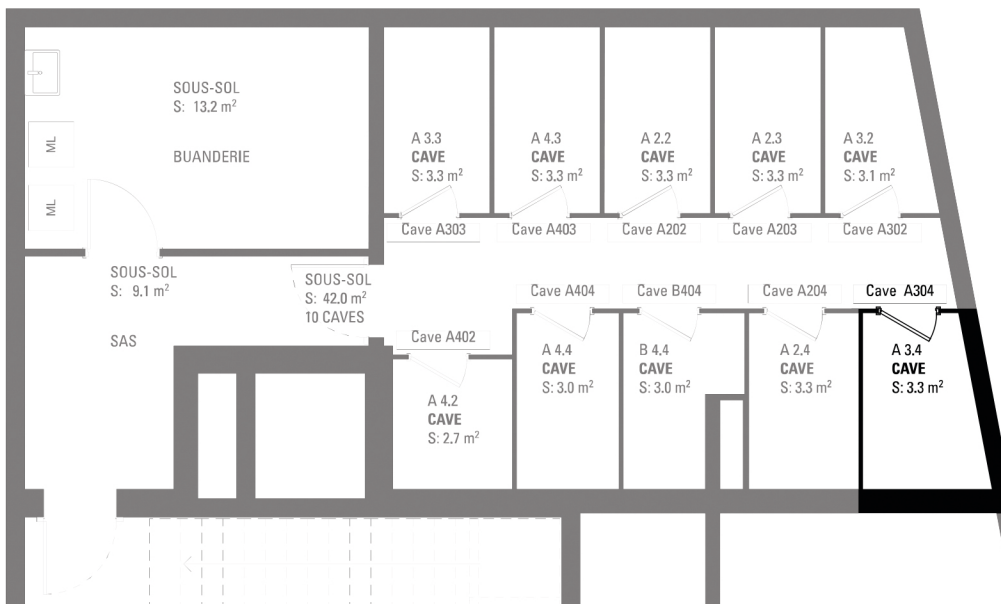 SOUS-SOL
S: 13.2 m²
BUANDERIE
ML
ML
A 3.3
CAVE
S: 3.3 m²
A 4.3
CAVE
S: 3.3 m²
A 2.2
CAVE
S: 3.3 m²
A 2.3
CAVE
S: 3.3 m²
A 3.2
CAVE
S: 3.1 m²
Cave A303
Cave A403
Cave A202
Cave A203
Cave A302
SOUS-SOL
S: 9.1 m²
SAS
SOUS-SOL
S: 42.0 m²
10 CAVES
Cave A402
Cave A404
Cave B404
Cave A204
Cave A304
A 4.2
CAVE
S: 2.7 m²
A 4.4
CAVE
S: 3.0 m²
B 4.4
CAVE
S: 3.0 m²
A 2.4
CAVE
S: 3.3 m²
A 3.4
CAVE
S: 3.3 m²